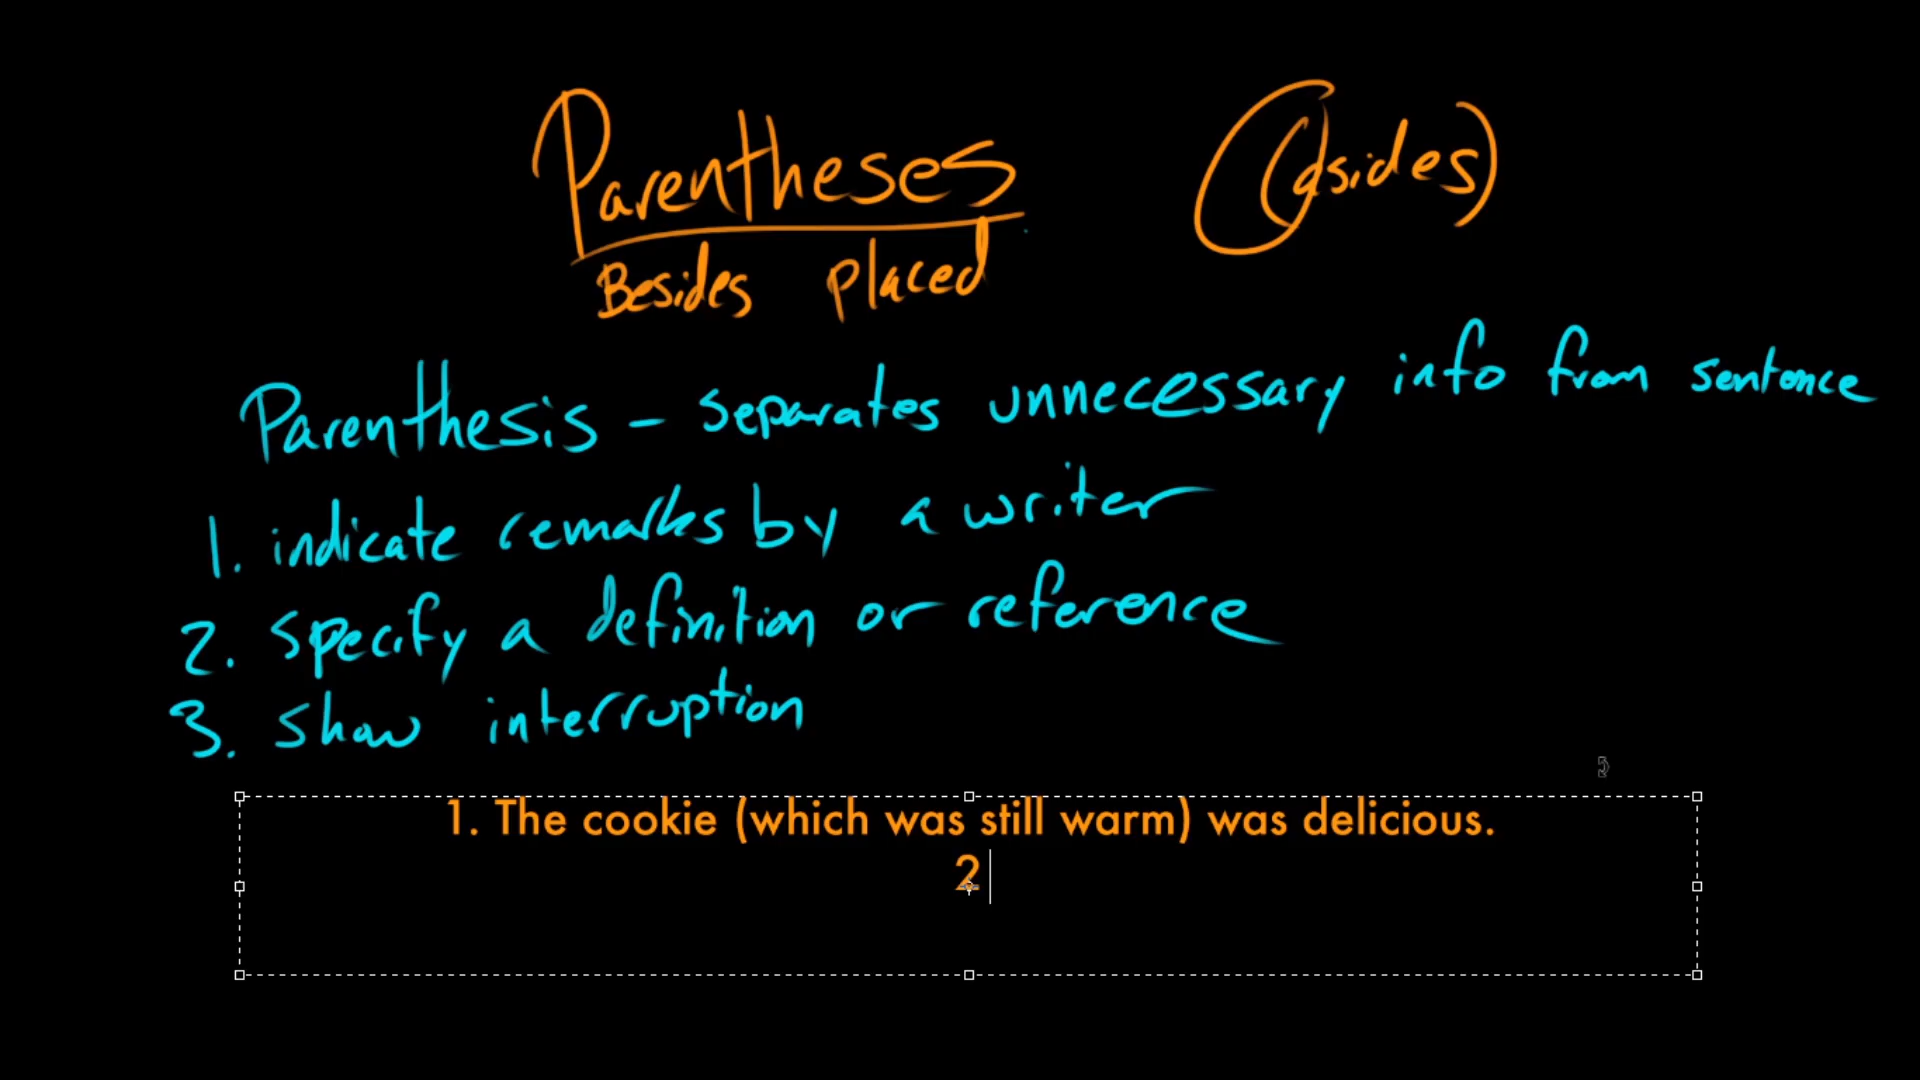 Parentheses (asides)
Besides placed
Parenthesis - separates unnecessary info from sentence
1. indicate remarks by a writer
2. specify a definition or reference
3. show interruption
1. The cookie (which was still warm) was delicious.
2